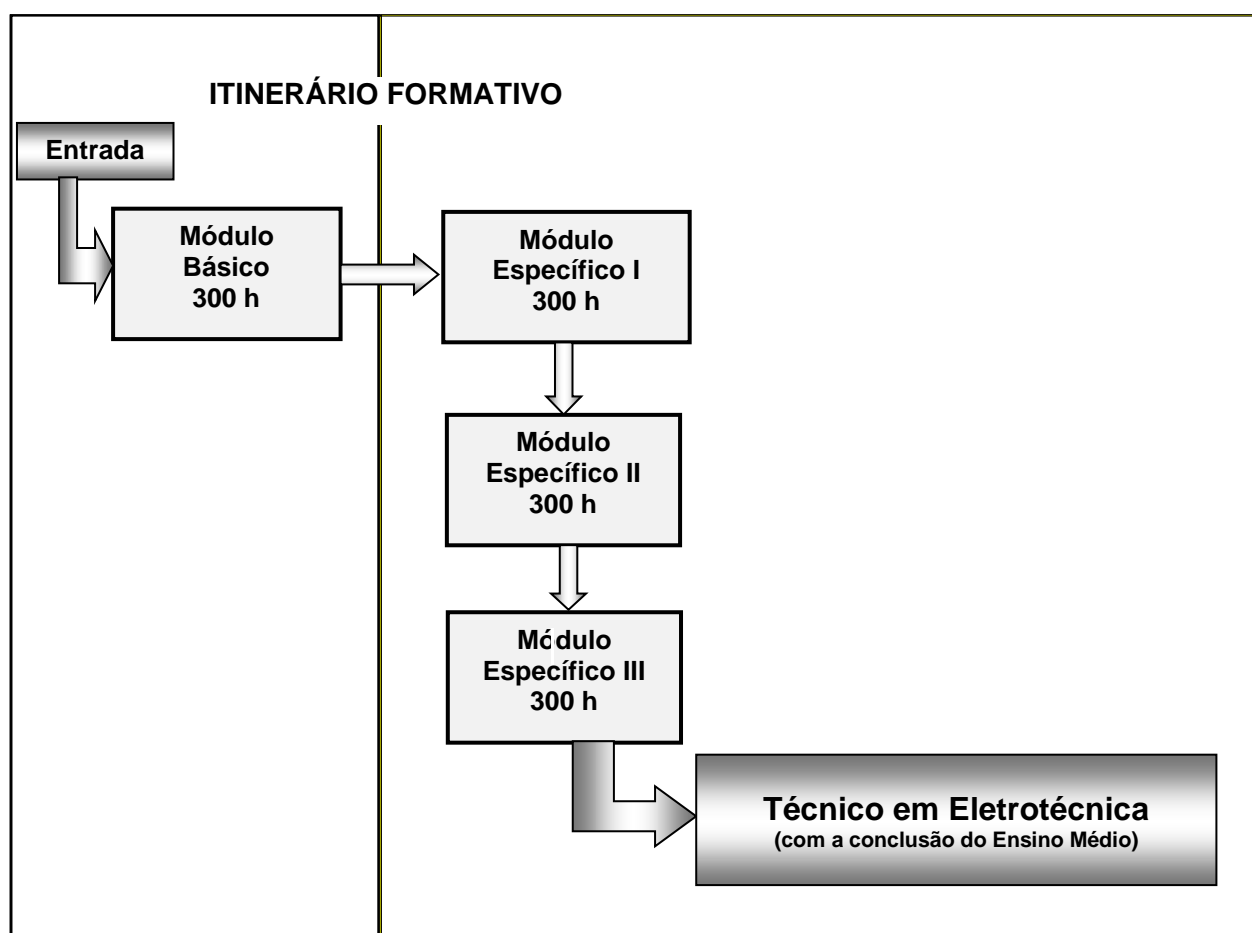 ITINERÁRIO FORMATIVO
Entrada
Módulo
Básico
300 h
Módulo
Específico I
300 h
Módulo
Específico II
300 h
Módulo
Específico III
300 h
Técnico em Eletrotécnica
(com a conclusão do Ensino Médio)